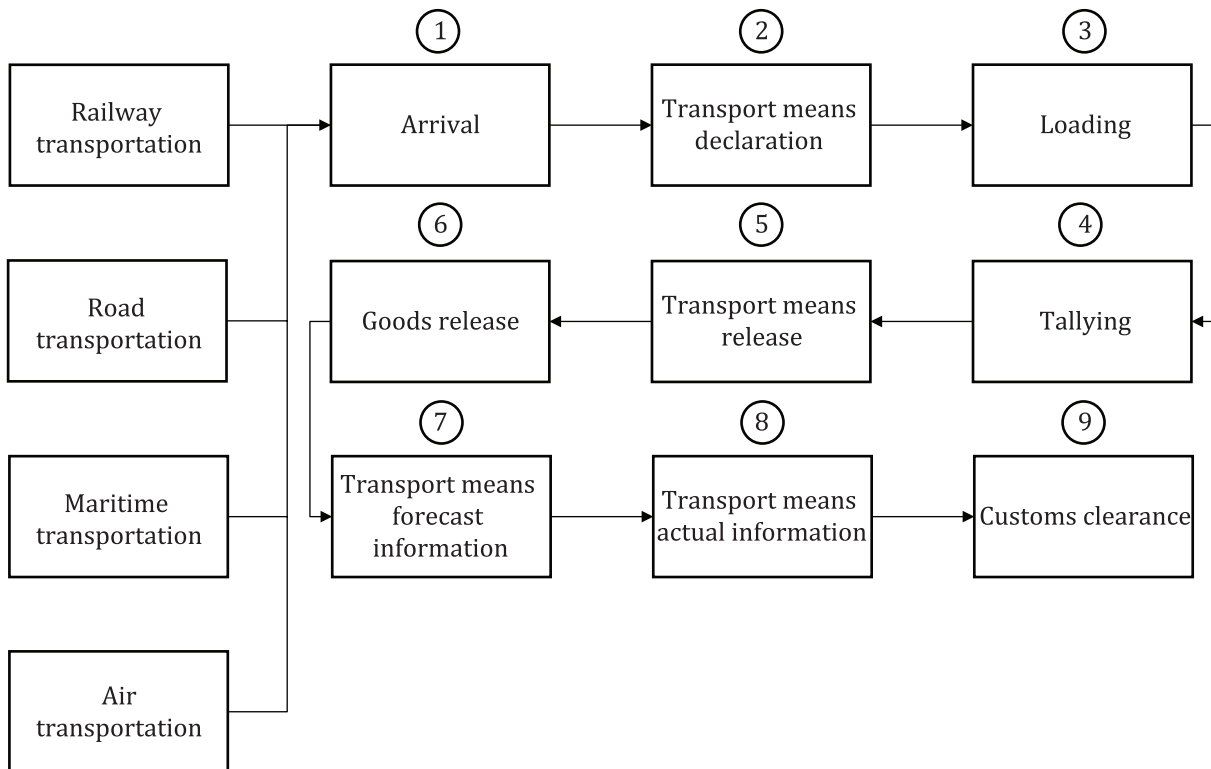 1
2
3
Railway
transportation
Arrival
Transport means
declaration
Loading
6
5
4
Road
transportation
Goods release
Transport means
release
Tallying
7
8
9
Maritime
transportation
Transport means
forecast
information
Transport means
actual information
Customs clearance
Air
transportation